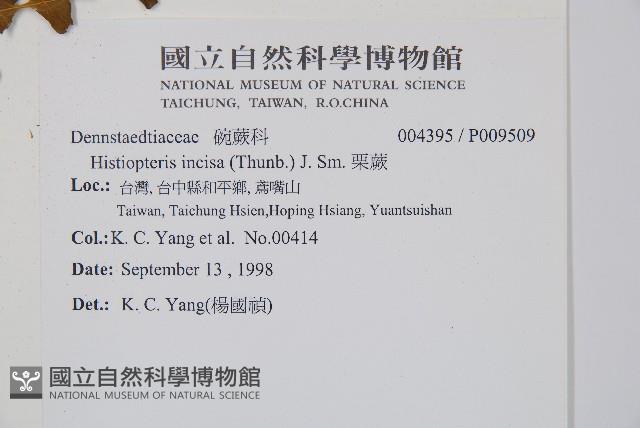 國立自然科學博物館
NATIONAL MUSEUM OF NATURAL SCIENCE
TAICHUNG, TAIWAN, R.O.CHINA
Dennstaedtiaceae 碗蕨科 004395 / P009509
Histiopteris incisa (Thunb.) J. Sm. 栗蕨
Loc.: 台灣, 台中縣和平鄉, 鳶嘴山
Taiwan, Taichung Hsien,Hoping Hsiang, Yuantsuishan
Col.:K. C. Yang et al. No.00414
Date: September 13 , 1998
Det.: K. C. Yang(楊國禎)
國立自然科學博物館
NATIONAL MUSEUM OF NATURAL SCIENCE